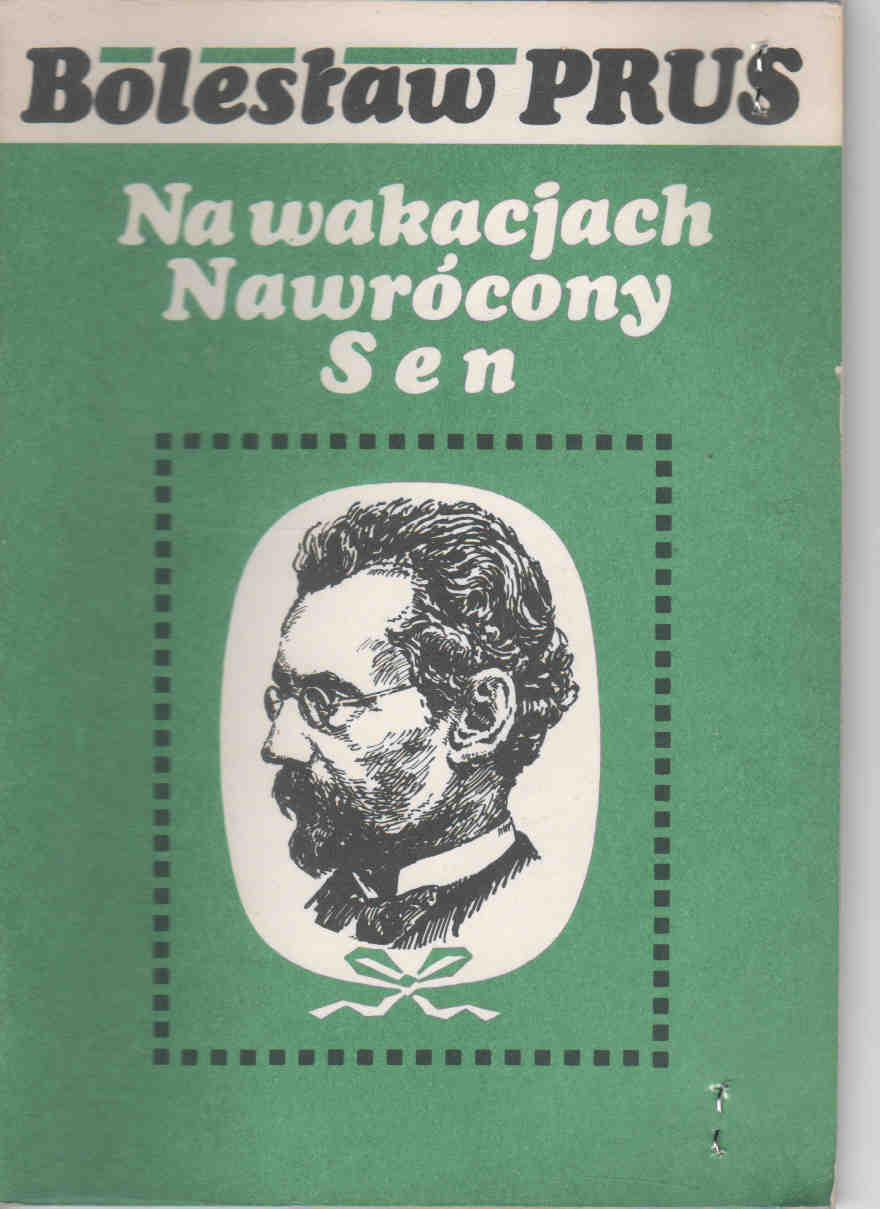 Bolesław PRUS
Na wakacjach
Nawrócony
Sen